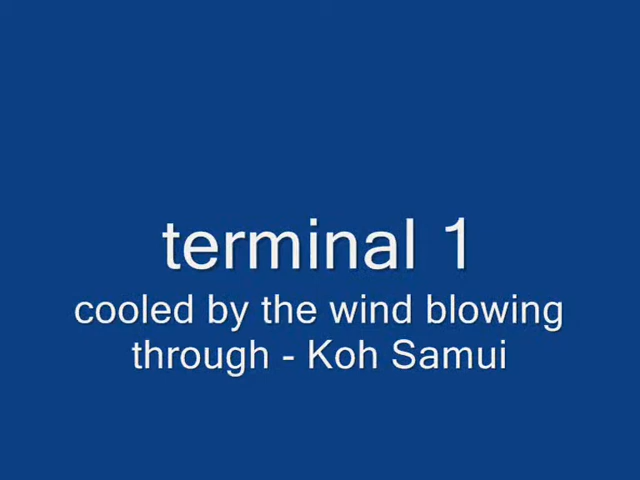 terminal 1
cooled by the wind blowing
through - Koh Samui